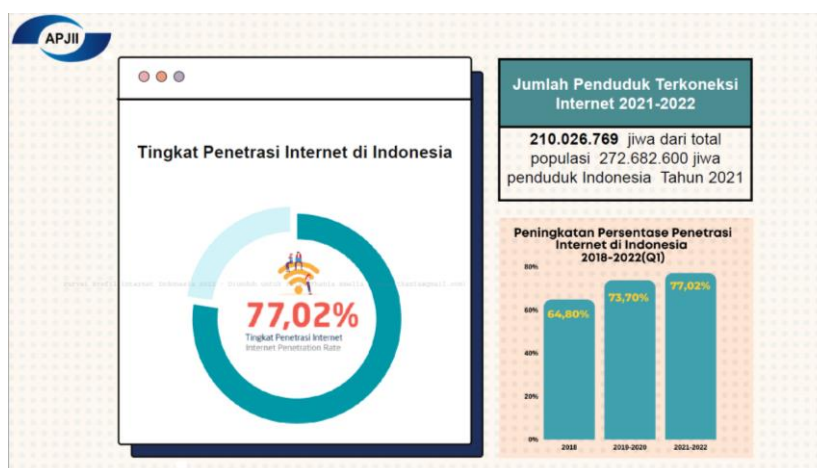 APJII
Tingkat Penetrasi Internet di Indonesia
77,02%
Tingkat Penetrasi Internet
Internet Penetration Rate
Jumlah Penduduk Terkoneksi
Internet 2021-2022
210.026.769 jiwa dari total
populasi 272.682.600 jiwa
penduduk Indonesia Tahun 2021
Peningkatan Persentase Penetrasi
Internet di Indonesia
2018-2022(Q1)
80%
60%
40%
20%
0%
64,80%
73,70%
77,02%
2018
2019-2020
2021-2022